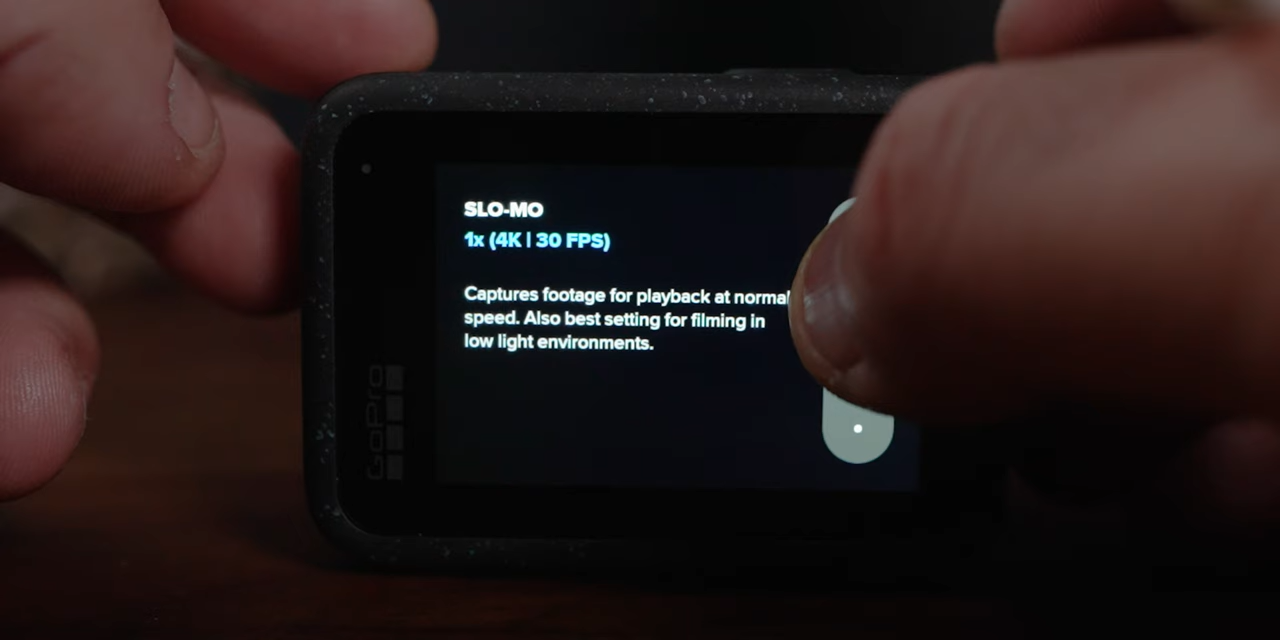 SLO-MO
1x (4K | 30 FPS)
Captures footage for playback at normal
speed. Also best setting for filming in
low light environments.
GoPro